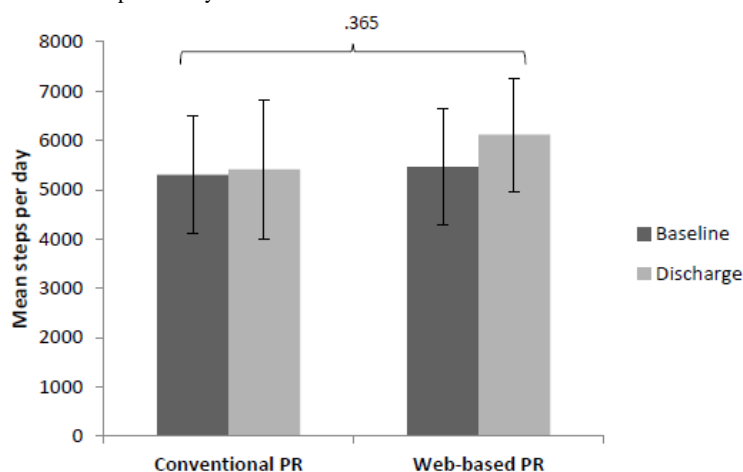 .365
8000
7000
6000
5000
4000
3000
2000
1000
0
Mean steps per day
Baseline
Discharge
Conventional PR
Web-based PR